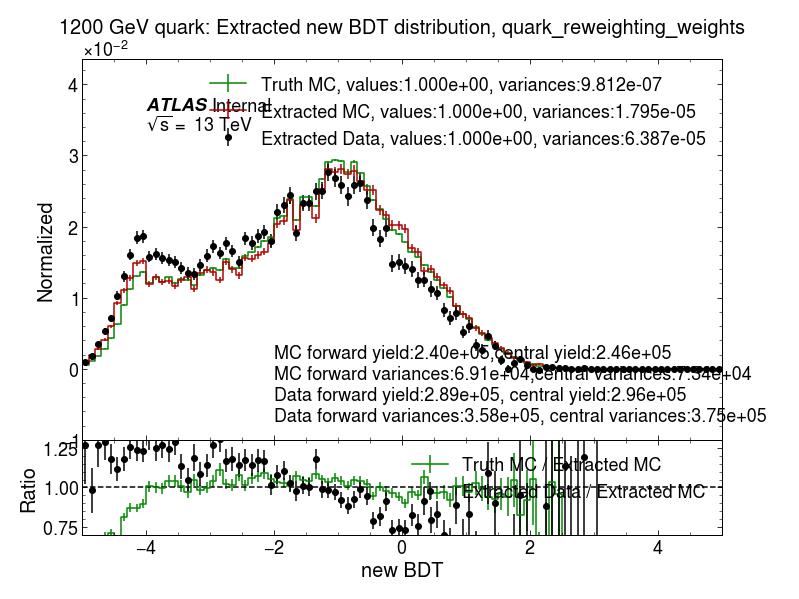 1200 GeV quark: Extracted new BDT distribution, quark_reweighting_weights
×10⁻²
Truth MC, values:1.000e+00, variances:9.812e-07
ATLAS Internal
Extracted MC, values:1.000e+00, variances:1.795e-05
√s = 13 TeV
Extracted Data, values:1.000e+00, variances:6.387e-05
4
3
2
1
0
−1
Normalized
MC forward yield:2.40e+05,central yield:2.46e+05
MC forward variances:6.91e+04,central variances:7.34e+04
Data forward yield:2.89e+05, central yield:2.96e+05
Data forward variances:3.58e+05, central variances:3.75e+05
1.25
1.00
0.75
Ratio
Truth MC / Extracted MC
Extracted Data / Extracted MC
−4 −2 0 2 4
new BDT